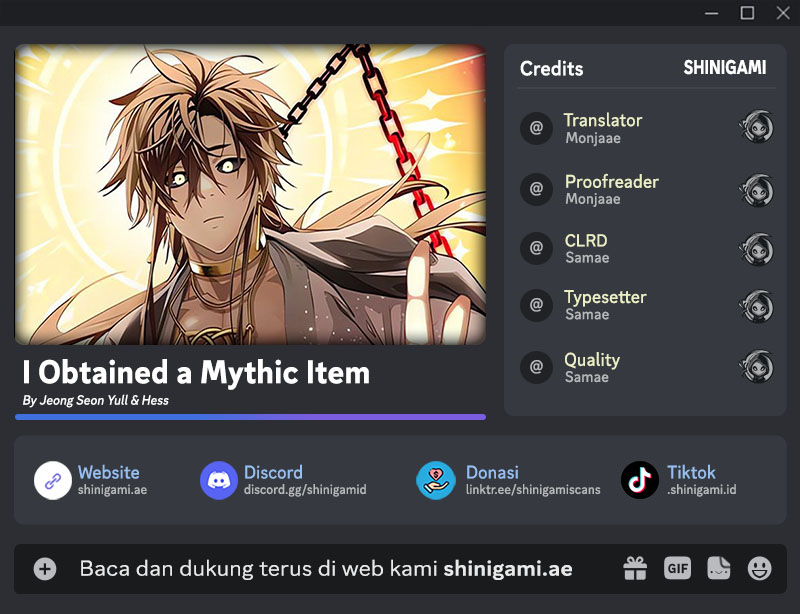 I Obtained a Mythic Item
By Jeong Seon Yull & Hess
Credits
SHINIGAMI
@
Translator
Monjaae
@
Proofreader
Monjaae
@
CLRD
Samae
@
Typesetter
Samae
@
Quality
Samae
Website
shinigami.ae
Discord
discord.gg/shinigamid
Donasi
linktr.ee/shinigamiscans
Tiktok
.shinigami.id
Baca dan dukung terus di web kami shinigami.ae
GIF